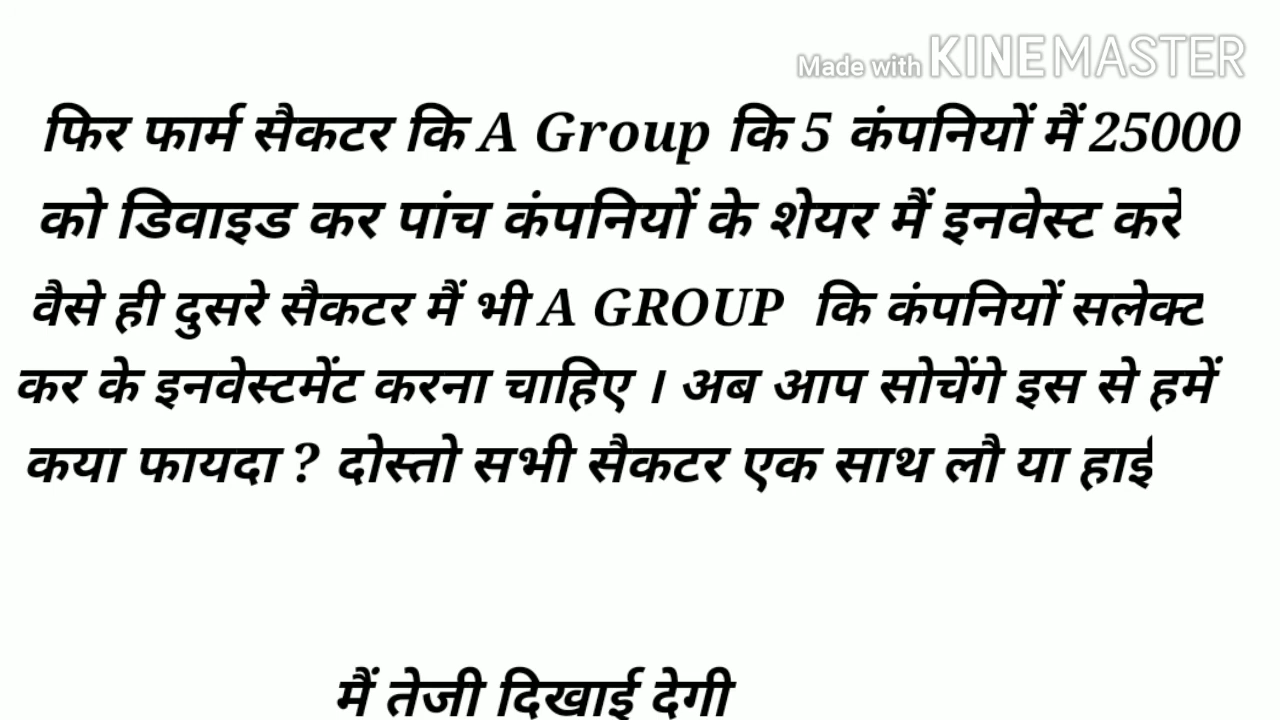 Made with KINEMASTER
फिर फार्म सैकटर कि A Group कि 5 कंपनियों मैं 25000
को डिवाइड कर पांच कंपनियों के शेयर मैं इनवेस्ट करे
वैसे ही दुसरे सैकटर मैं भी A GROUP कि कंपनियों सलेक्ट
कर के इनवेस्टमेंट करना चाहिए । अब आप सोचेंगे इस से हमें
कया फायदा ? दोस्तो सभी सैकटर एक साथ लौ या हाई
मैं तेजी दिखाई देगी